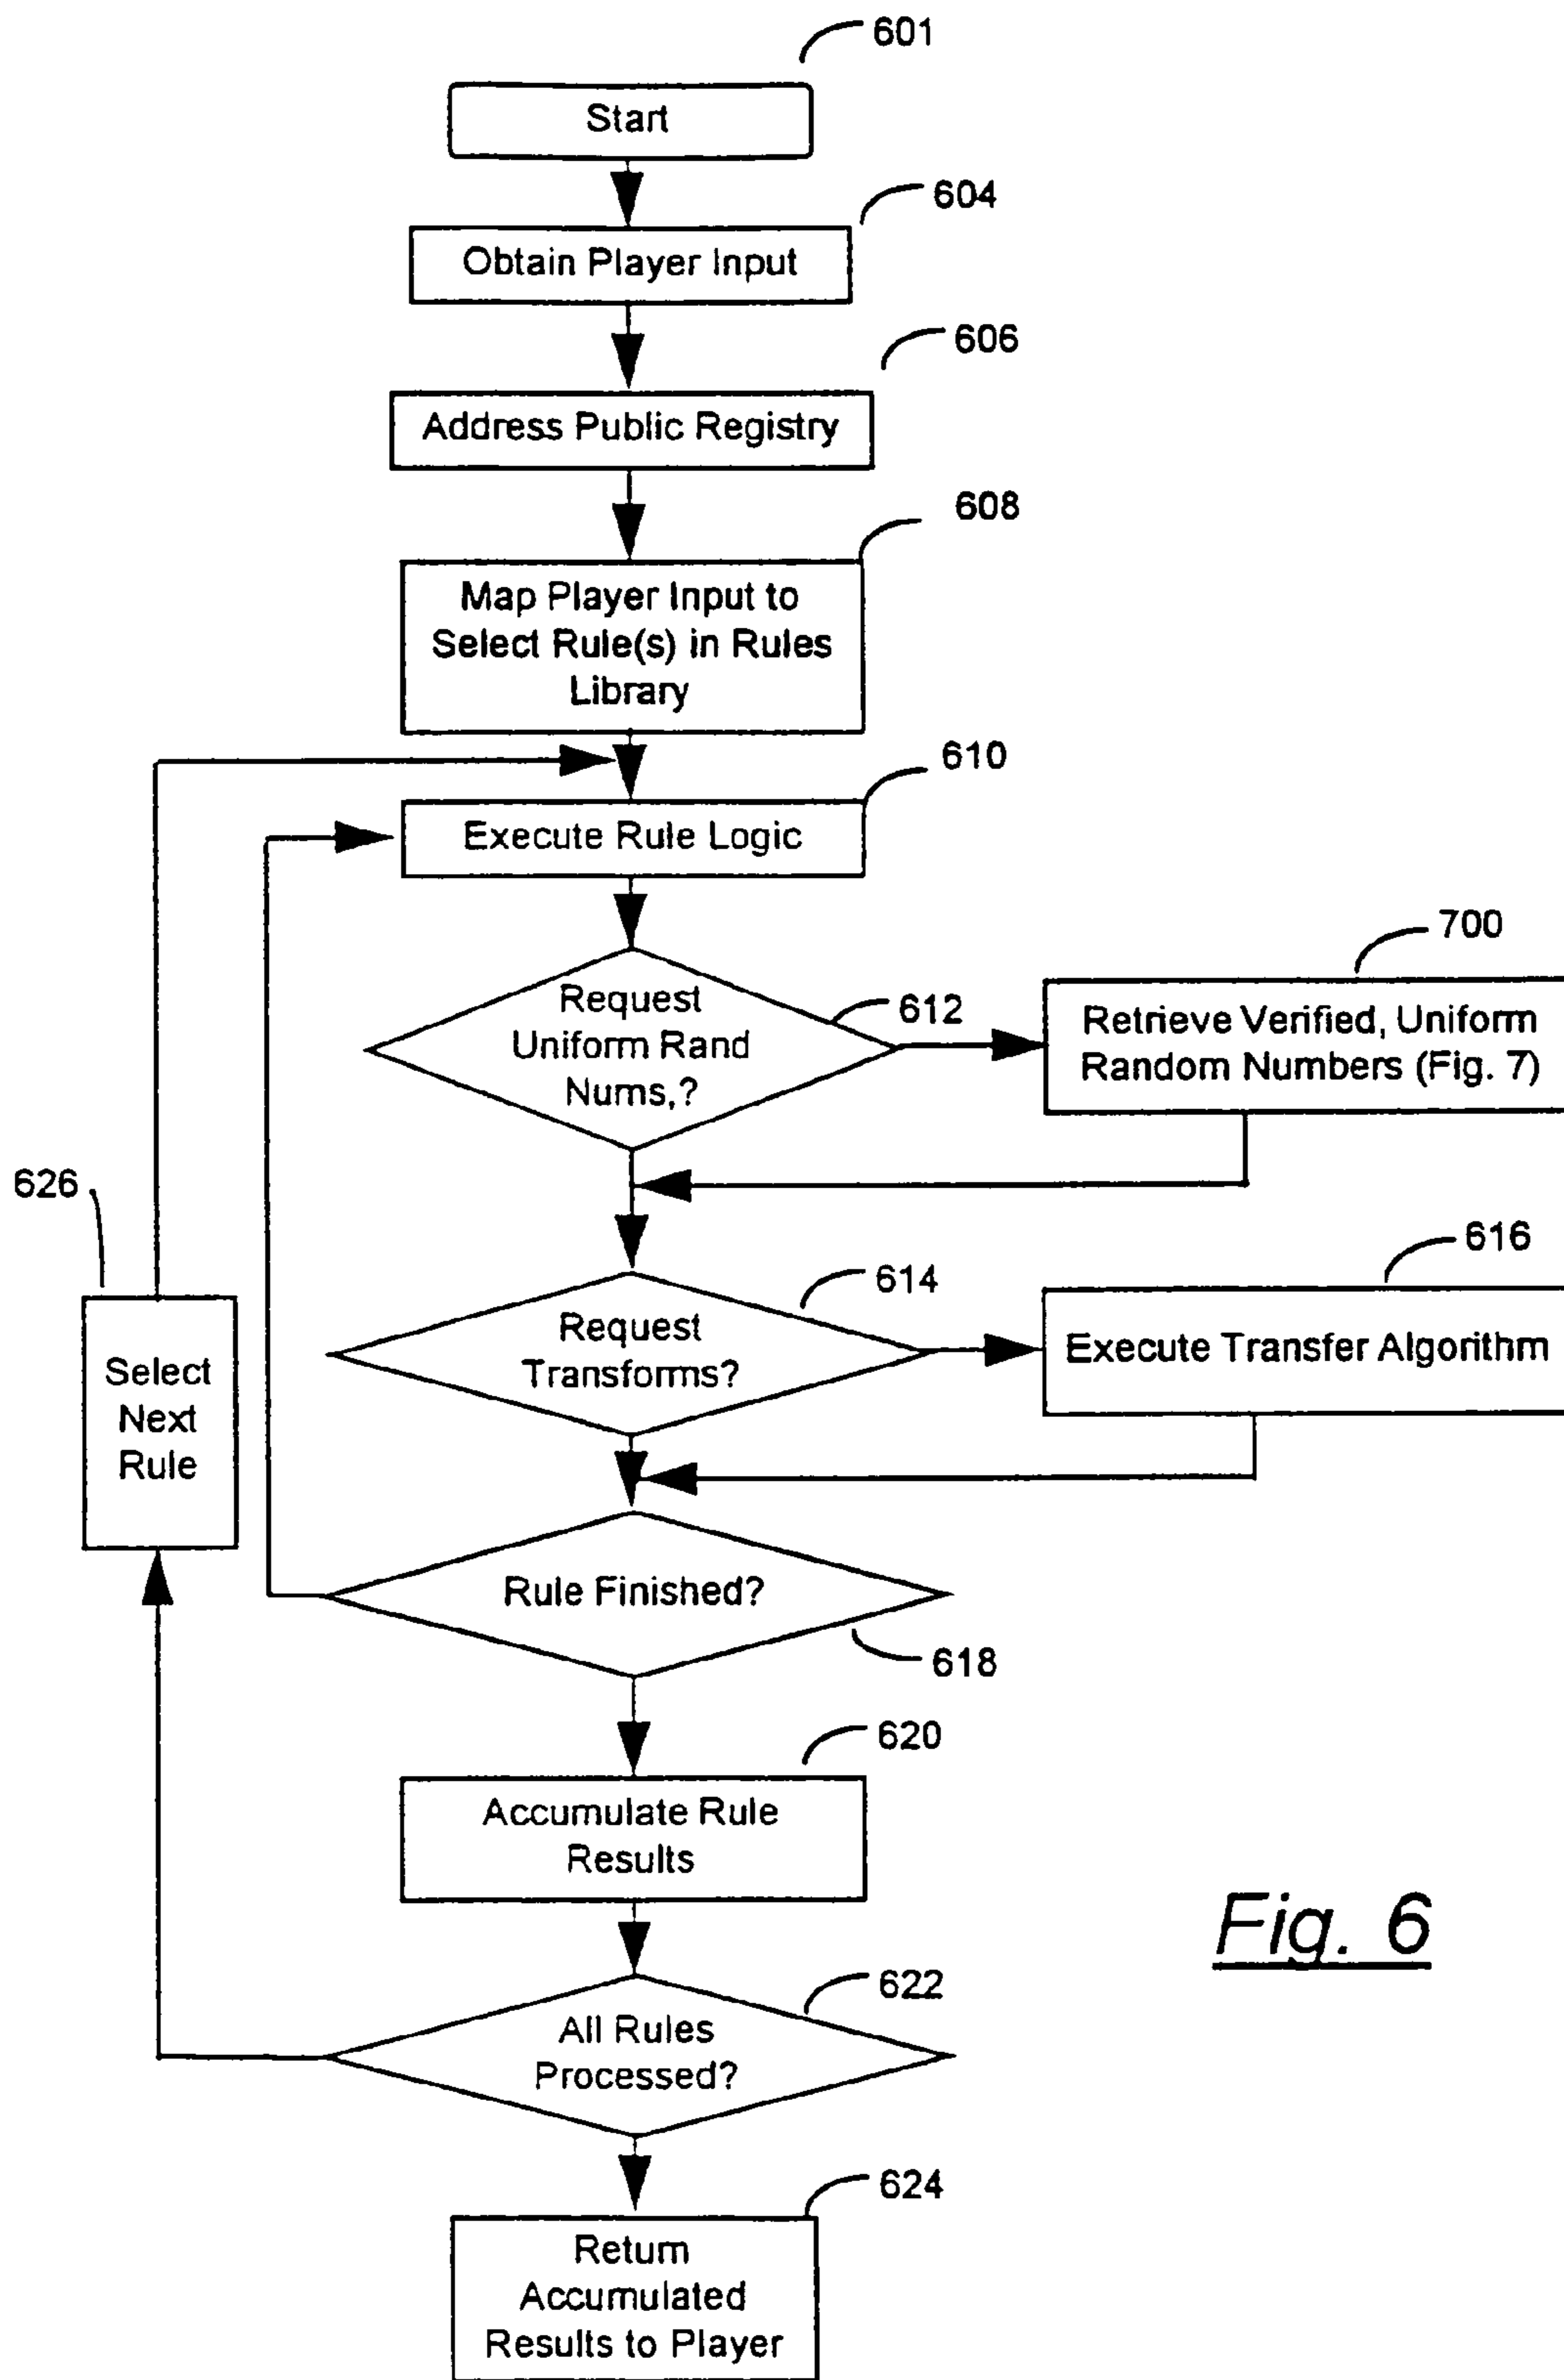 601
Start
604
Obtain Player Input
606
Address Public Registry
608
Map Player Input to
Select Rule(s) in Rules
Library
610
Execute Rule Logic
700
Request
Uniform Rand
Nums,?
612
Retrieve Verified, Uniform
Random Numbers (Fig. 7)
626
616
614
Request
Transforms?
Execute Transfer Algorithm
Select
Next
Rule
Rule Finished?
618
620
Accumulate Rule
Results
Fig. 6
622
All Rules
Processed?
624
Return
Accumulated
Results to Player